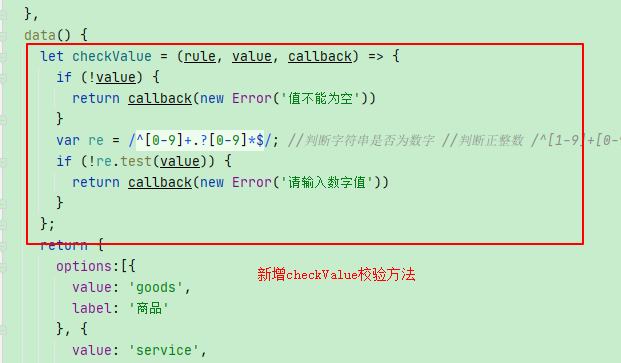 },
data() {
let checkValue = (rule, value, callback) => {
if (!value) {
return callback(new Error('值不能为空'))
}
var re = /^[0-9]+.?[0-9]*$/; //判断字符串是否为数字 //判断正整数 /^[1-9]+[0-9
if (!re.test(value)) {
return callback(new Error('请输入数字值'))
}
};
return {
options:[{
新增checkValue校验方法
value: 'goods',
label: '商品'
}, {
value: 'service',